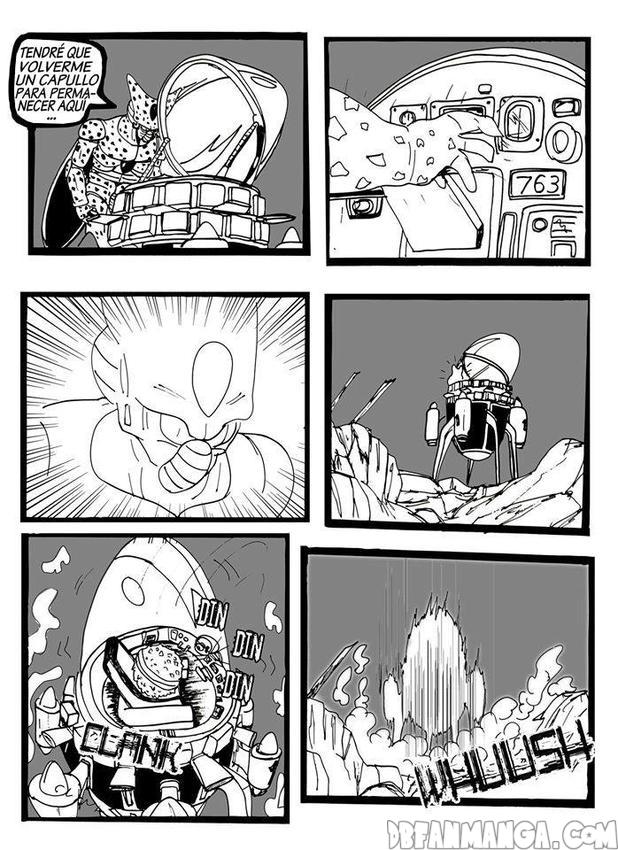 TENDRÉ QUE
VOLVERME
UN CAPULLO
PARA PERMA-
NECER AQUÍ
...
763
DIN
DIN
DIN
CLANK
WHUUSH
DBFANMANGA.COM